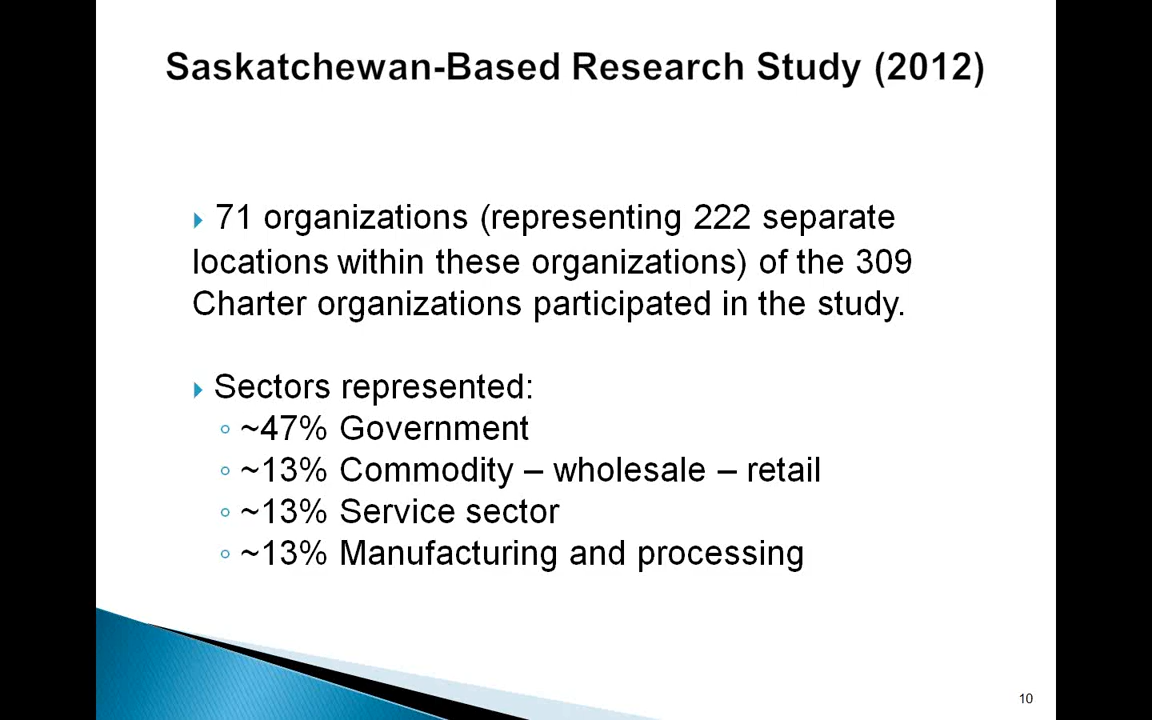 Saskatchewan-Based Research Study (2012)
71 organizations (representing 222 separate
locations within these organizations) of the 309
Charter organizations participated in the study.
Sectors represented:
~47% Government
~13% Commodity – wholesale – retail
~13% Service sector
~13% Manufacturing and processing
10